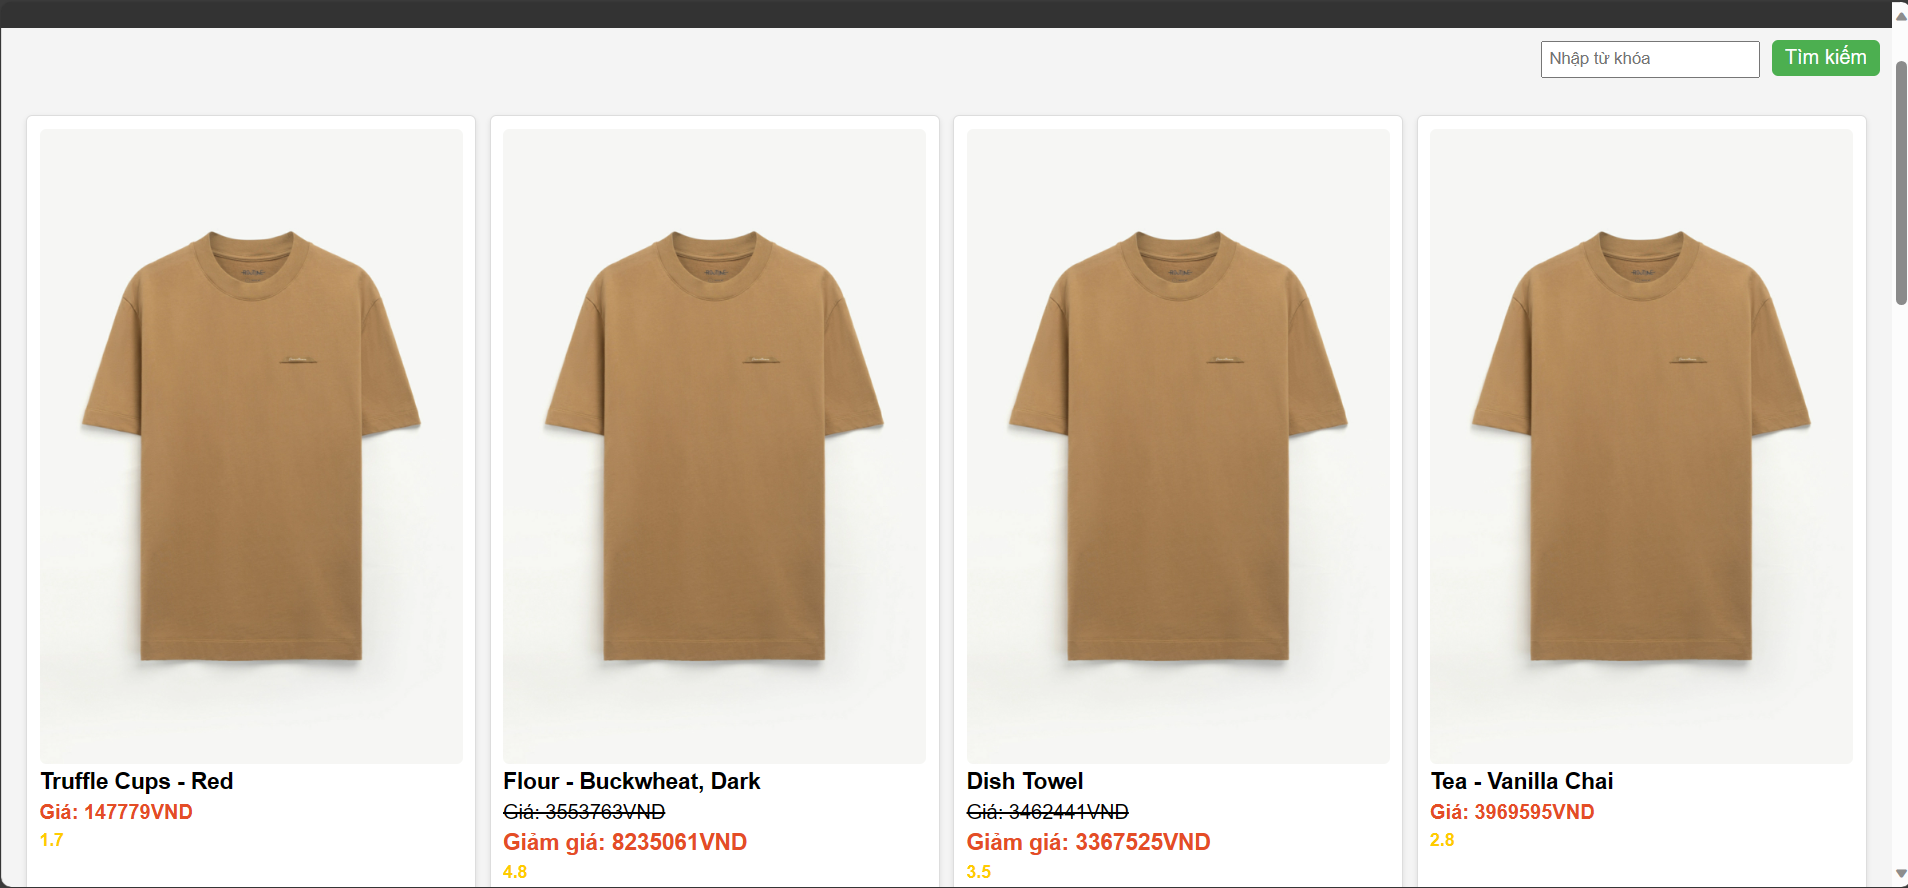 Nhập từ khóa
Tìm kiếm
Truffle Cups - Red
Giá: 147779VND
1.7
Flour - Buckwheat, Dark
Giá: 3553763VND
Giảm giá: 8235061VND
4.8
Dish Towel
Giá: 3462441VND
Giảm giá: 3367525VND
3.5
Tea - Vanilla Chai
Giá: 3969595VND
2.8